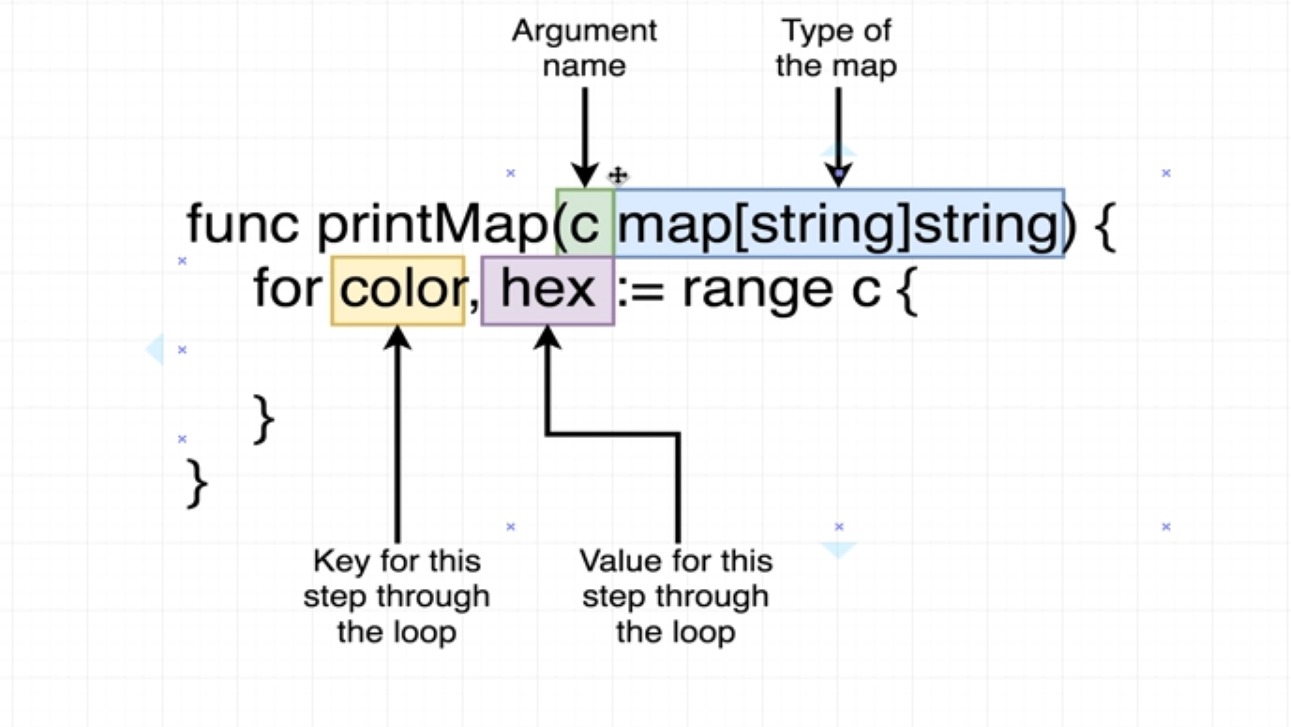 Argument
name
Type of
the map
func printMap(c map[string]string) {
for color, hex := range c {
}
}
Key for this
step through
the loop
Value for this
step through
the loop